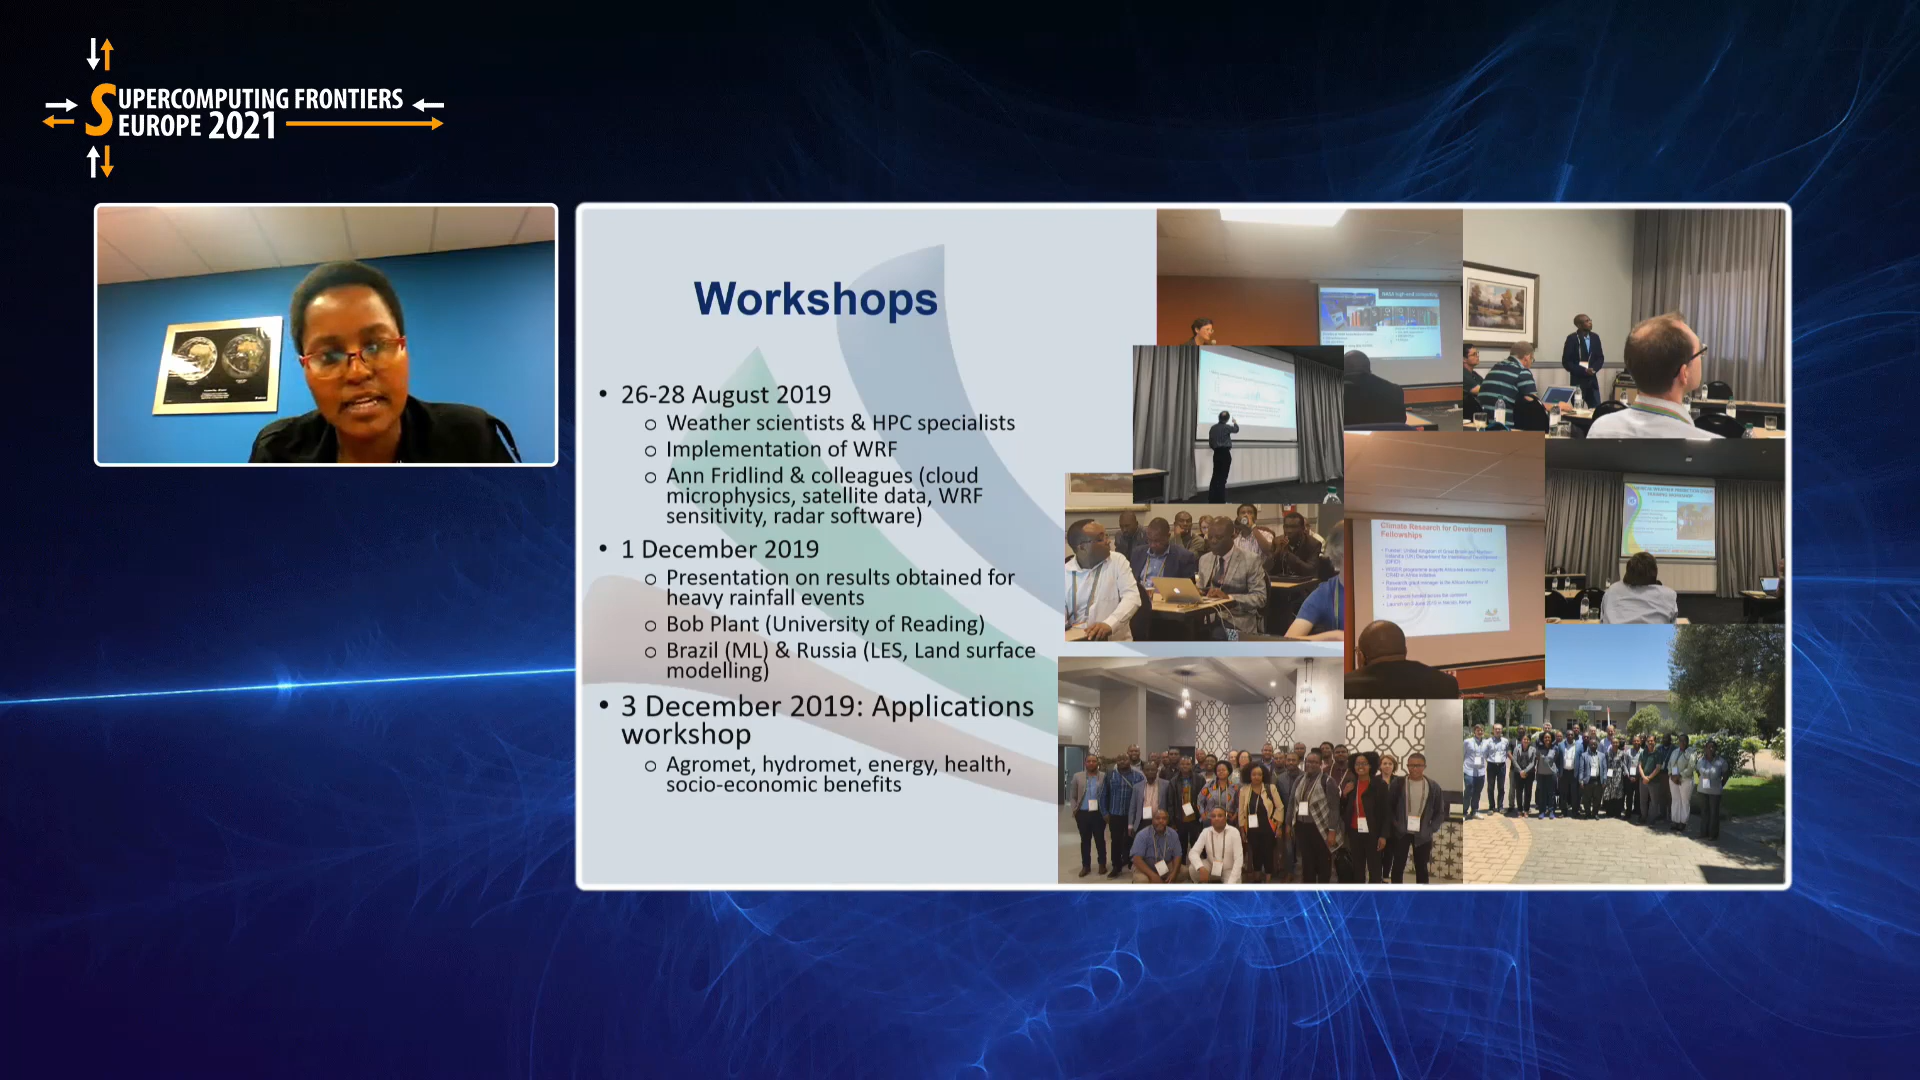 SUPERCOMPUTING FRONTIERS
EUROPE 2021
Workshops
• 26-28 August 2019
o Weather scientists & HPC specialists
o Implementation of WRF
o Ann Fridlind & colleagues (cloud
microphysics, satellite data, WRF
sensitivity, radar software)
• 1 December 2019
o Presentation on results obtained for
heavy rainfall events
o Bob Plant (University of Reading)
o Brazil (ML) & Russia (LES, Land surface
modelling)
• 3 December 2019: Applications
workshop
o Agromet, hydromet, energy, health,
socio-economic benefits
Climate Research for Development
Fellowships